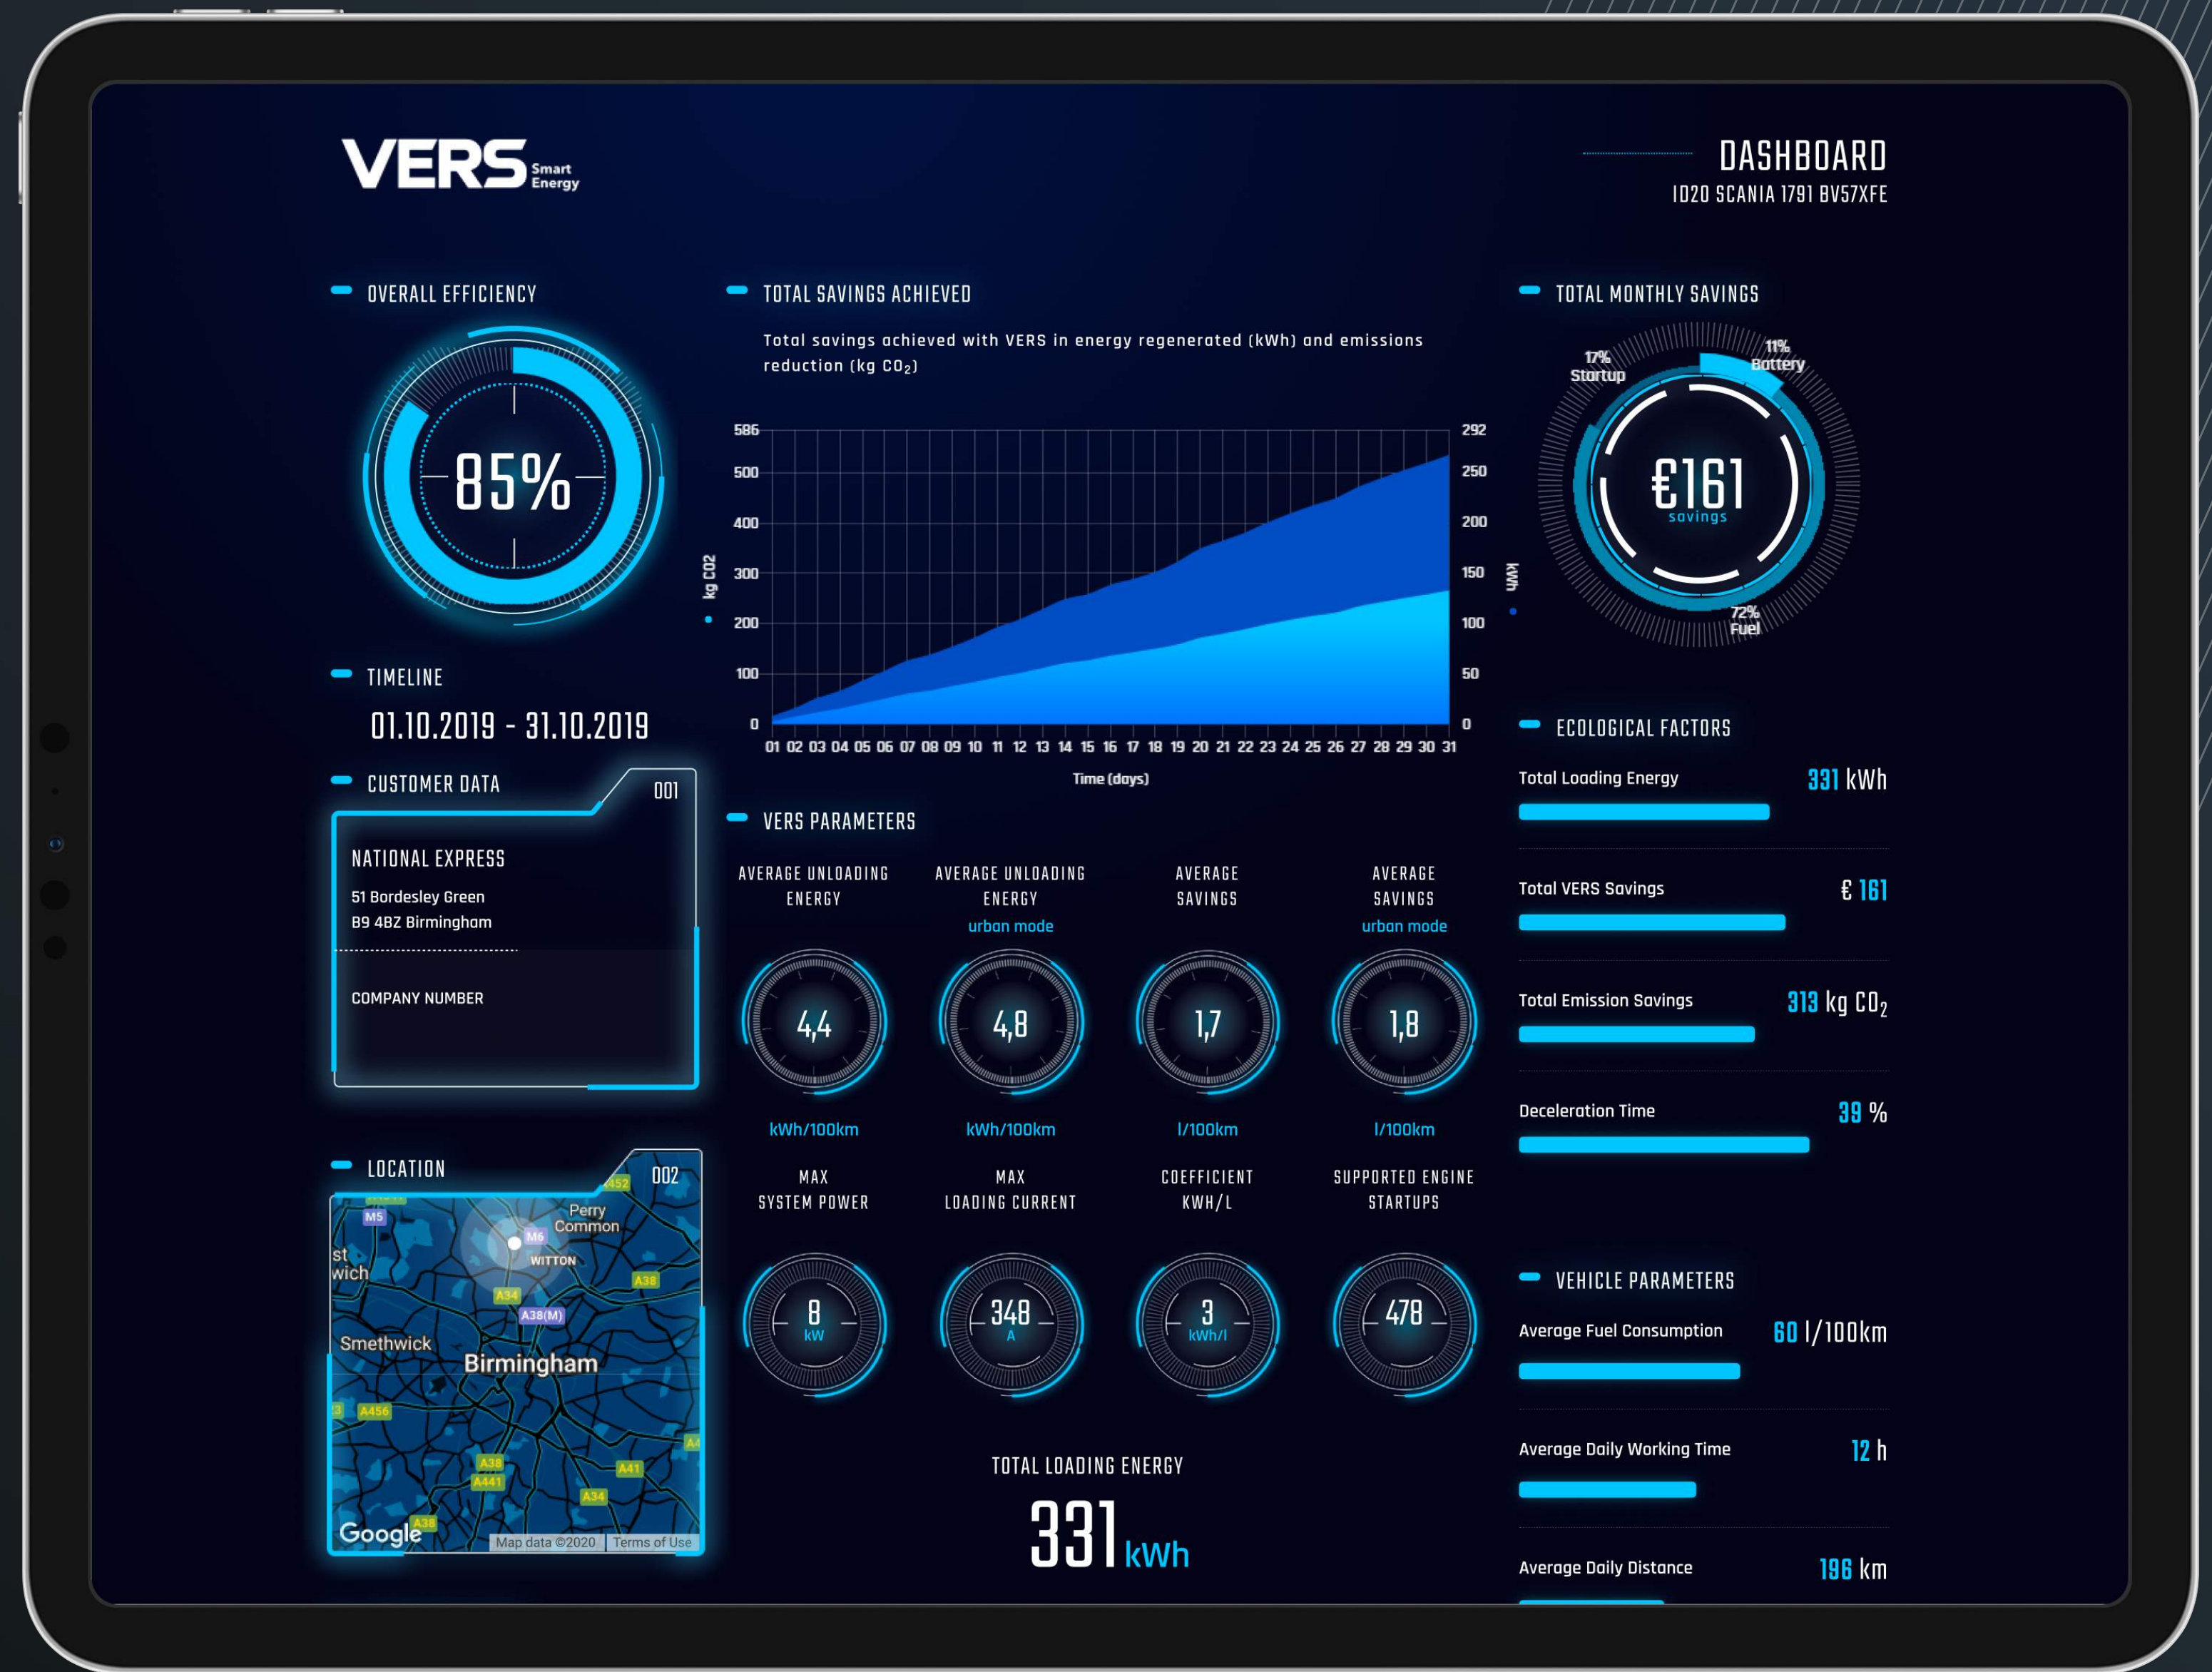 VERS Smart
Energy
DASHBOARD
ID20 SCANIA 1791 BV57XFE
OVERALL EFFICIENCY
85%
TIMELINE
01.10.2019 - 31.10.2019
CUSTOMER DATA
001
NATIONAL EXPRESS
51 Bordesley Green
B9 4BZ Birmingham
COMPANY NUMBER
LOCATION
002
A452
M5
Perry
Common
M6
WITTON
st
wich
A38
A34
A38(M)
Smethwick
Birmingham
A456
A38
A441
A41
A34
A38
Google
Map data ©2020
Terms of Use
TOTAL SAVINGS ACHIEVED
Total savings achieved with VERS in energy regenerated (kWh) and emissions
reduction (kg CO₂)
586
500
400
300
200
100
0
kg CO2
292
250
200
150
100
50
0
kWh
01 02 03 04 05 06 07 08 09 10 11 12 13 14 15 16 17 18 19 20 21 22 23 24 25 26 27 28 29 30 31
Time (days)
VERS PARAMETERS
AVERAGE UNLOADING
ENERGY
4,4
kWh/100km
AVERAGE UNLOADING
ENERGY
urban mode
4,8
kWh/100km
AVERAGE
SAVINGS
1,7
l/100km
AVERAGE
SAVINGS
urban mode
1,8
l/100km
MAX
SYSTEM POWER
8
kW
MAX
LOADING CURRENT
348
A
COEFFICIENT
KWH/L
3
kWh/l
SUPPORTED ENGINE
STARTUPS
478
TOTAL LOADING ENERGY
331 kWh
TOTAL MONTHLY SAVINGS
17%
Startup
11%
Battery
€161
savings
72%
Fuel
ECOLOGICAL FACTORS
Total Loading Energy 331 kWh
Total VERS Savings € 161
Total Emission Savings 313 kg CO₂
Deceleration Time 39 %
VEHICLE PARAMETERS
Average Fuel Consumption 60 l/100km
Average Daily Working Time 12 h
Average Daily Distance 196 km